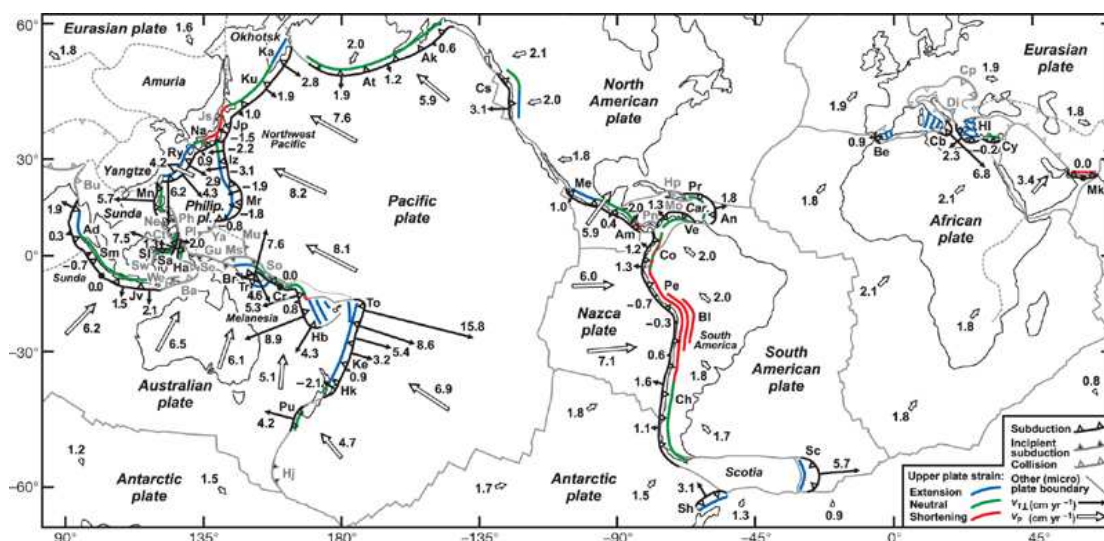 60°
30°
0°
−30°
−60°
90°
135°
180°
−135°
−90°
−45°
0°
45°
Eurasian plate
1.6
1.8
Okhotsk
Ka
2.0
0.6
Ak
1.2
At
1.9
2.8
Amuria
Ku
1.9
5.9
Js
1.0
Na
Jp
−1.5
−2.2
Northwest
Pacific
7.6
Ry
4.2
0.9
Iz
−3.1
Yangtze
2.9
−1.9
8.2
Mn
6.2
4.3
Mr
Bu
5.7
Philip.
pl.
−1.8
Sunda
−0.8
Pacific
plate
1.9
Ph
Ad
7.5
1.3
2.0
Pl
Ya
Mu
7.6
8.1
0.3
Sm
Sl
Sa
Ha
Gu
Ms
So
−0.7
Sw
Se
Br
Tr
0.0
Sunda
0.0
We
Ba
4.6
5.3
Cr
To
Jv
1.5
2.1
Melanesia
0.8
15.8
6.2
8.9
Hb
8.6
6.5
6.1
4.3
5.4
3.2
Ke
0.9
5.1
−2.1
Hk
6.9
Australian
plate
Pu
4.2
4.7
1.2
Hj
Antarctic
plate
1.5
1.7
2.1
Cs
3.1
2.0
North
American
plate
1.8
Me
Hp
Pr
1.0
2.0
1.3
Mo
Car.
1.8
5.9
0.4
Pn
An
Am
Ve
1.2
Co
2.0
1.3
6.0
Pe
−0.7
2.0
Bl
Nazca
plate
−0.3
South
America
7.1
0.6
1.8
South
American
plate
1.6
Ch
1.8
1.1
1.7
Sc
Scotia
5.7
Antarctic
plate
1.5
3.1
Sh
1.3
0.9
Eurasian
plate
Cp
1.9
1.9
Di
1.8
0.9
Be
Cb
Hl
2.3
−0.2
Cy
0.0
Mk
6.8
3.4
1.8
2.1
African
plate
2.1
1.8
1.8
0.8
Subduction
Incipient
subduction
Collision
Other (micro)
plate boundary
Upper plate strain:
Extension
Neutral
Shortening
vT⊥ (cm yr⁻¹)
vP (cm yr⁻¹)